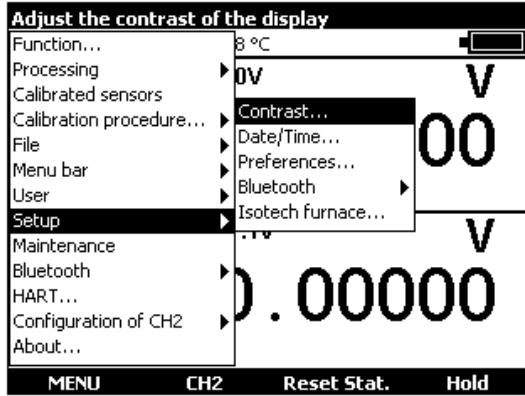 Adjust the contrast of the display
Function...
8 °C
Processing
0V
V
Calibrated sensors
Calibration procedure...
Contrast...
00
File
Date/Time...
Menu bar
Preferences...
User
Bluetooth
Setup
Isotech furnace...
Maintenance
.1V
V
Bluetooth
HART...
0.00000
Configuration of CH2
About...
MENU CH2 Reset Stat. Hold